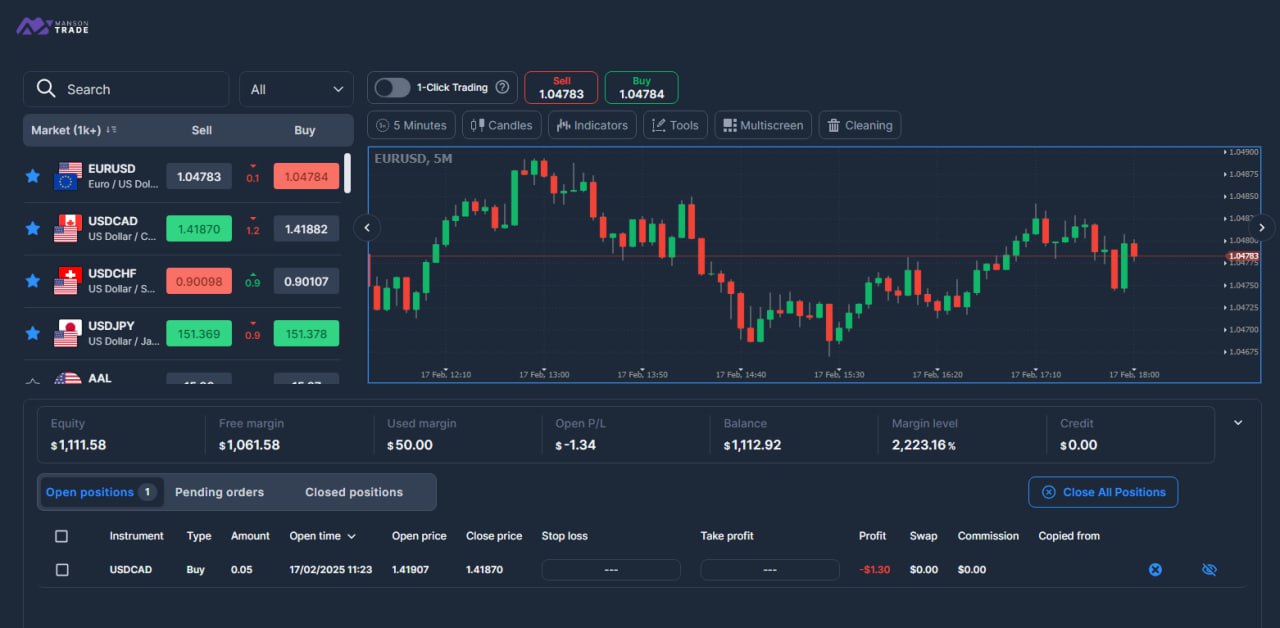 MANSON
TRADE
Search
All
1-Click Trading ?
Sell
1.04783
Buy
1.04784
Market (1k+) Sell Buy
5 Minutes Candles Indicators Tools Multiscreen Cleaning
EURUSD
Euro / US Dol...
1.04783 0.1 1.04784
USDCAD
US Dollar / C...
1.41870 1.2 1.41882
USDCHF
US Dollar / S...
0.90098 0.9 0.90107
USDJPY
US Dollar / Ja...
151.369 0.9 151.378
AAL
EURUSD, 5M
1.04900
1.04875
1.04850
1.04800
1.04783
1.04775
1.04750
1.04725
1.04700
1.04675
17 Feb, 12:10 17 Feb, 13:00 17 Feb, 13:50 17 Feb, 14:40 17 Feb, 15:30 17 Feb, 16:20 17 Feb, 17:10 17 Feb, 18:00
Equity Free margin Used margin Open P/L Balance Margin level Credit
$1,111.58 $1,061.58 $50.00 $-1.34 $1,112.92 2,223.16% $0.00
Open positions 1 Pending orders Closed positions Close All Positions
Instrument Type Amount Open time Open price Close price Stop loss Take profit Profit Swap Commission Copied from
USDCAD Buy 0.05 17/02/2025 11:23 1.41907 1.41870 --- --- -$1.30 $0.00 $0.00